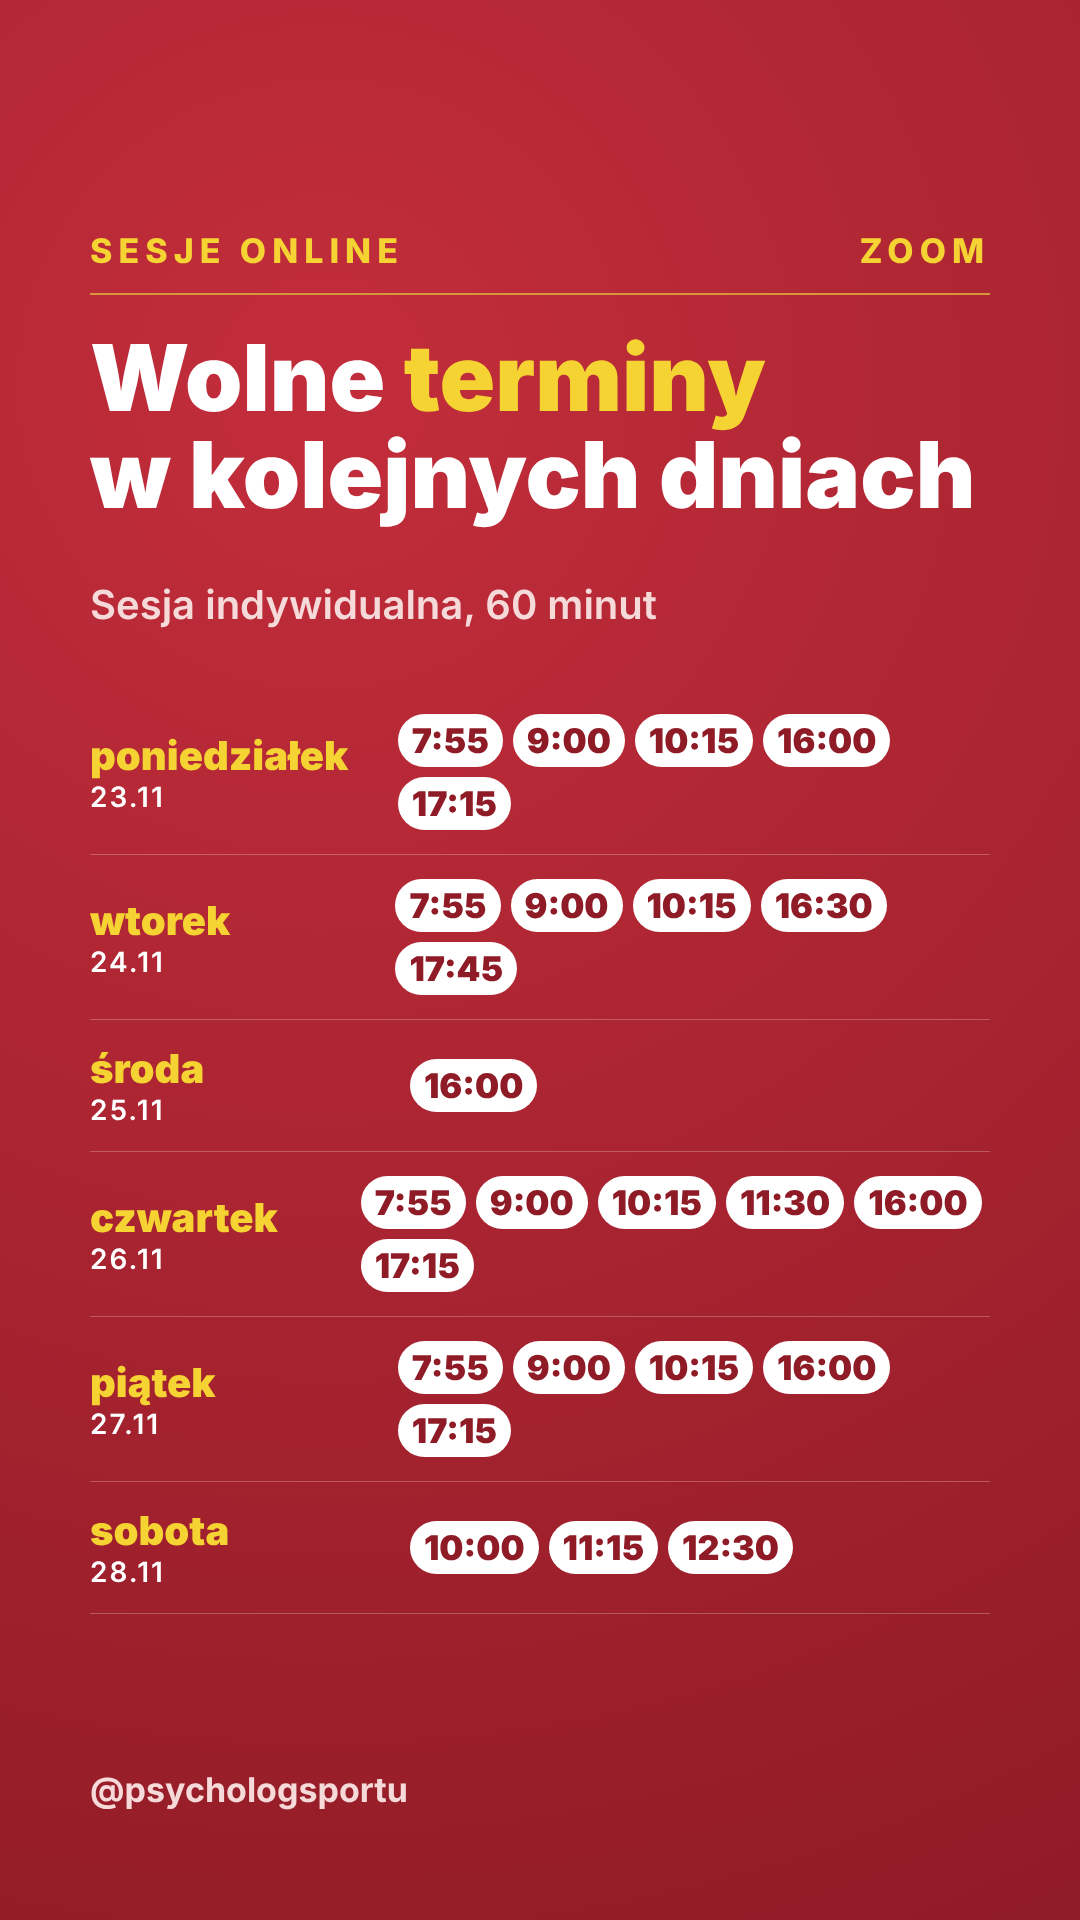 SESJE ONLINE ZOOM
Wolne terminy
w kolejnych dniach
Sesja indywidualna, 60 minut
poniedziałek
23.11
7:55 9:00 10:15 16:00
17:15
wtorek
24.11
7:55 9:00 10:15 16:30
17:45
środa
25.11
16:00
czwartek
26.11
7:55 9:00 10:15 11:30 16:00
17:15
piątek
27.11
7:55 9:00 10:15 16:00
17:15
sobota
28.11
10:00 11:15 12:30
@psychologsportu